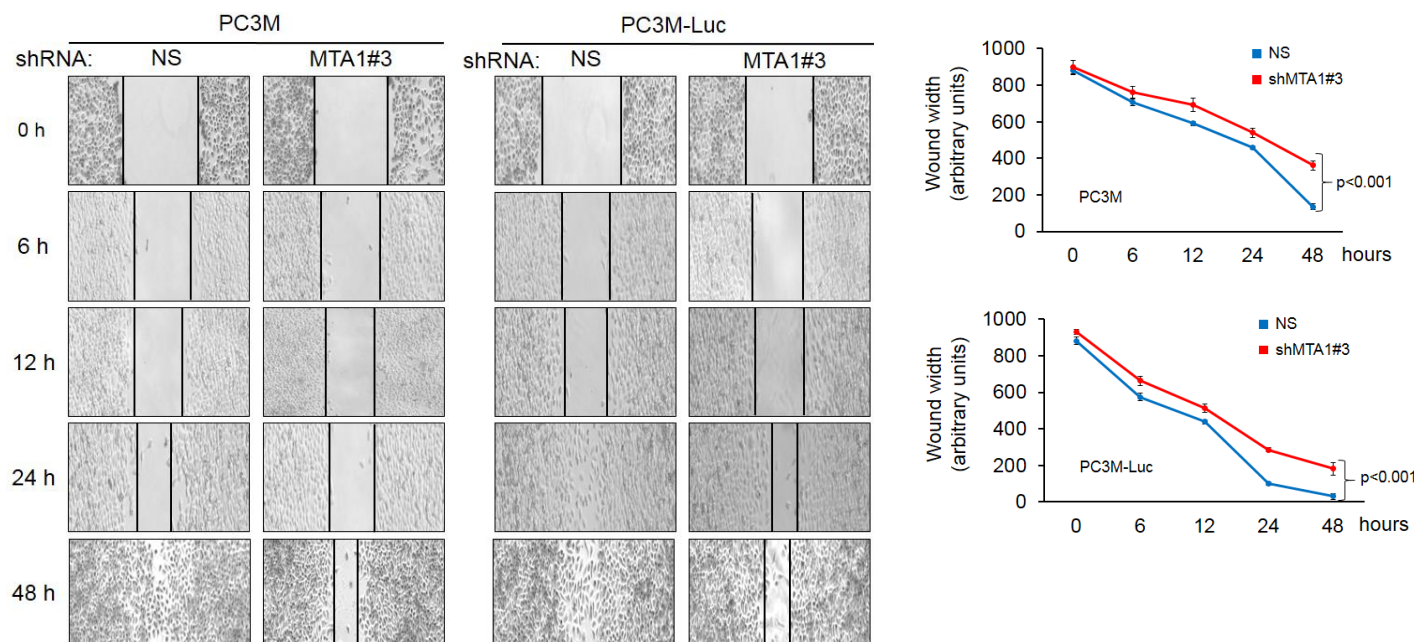 PC3M
PC3M-Luc
shRNA: NS MTA1#3
shRNA: NS MTA1#3
0 h
6 h
12 h
24 h
48 h
1000
800
600
400
200
0
Wound width
(arbitrary units)
NS
shMTA1#3
PC3M
p<0.001
0 6 12 24 48 hours
1000
800
600
400
200
0
Wound width
(arbitrary units)
NS
shMTA1#3
PC3M-Luc
p<0.001
0 6 12 24 48 hours